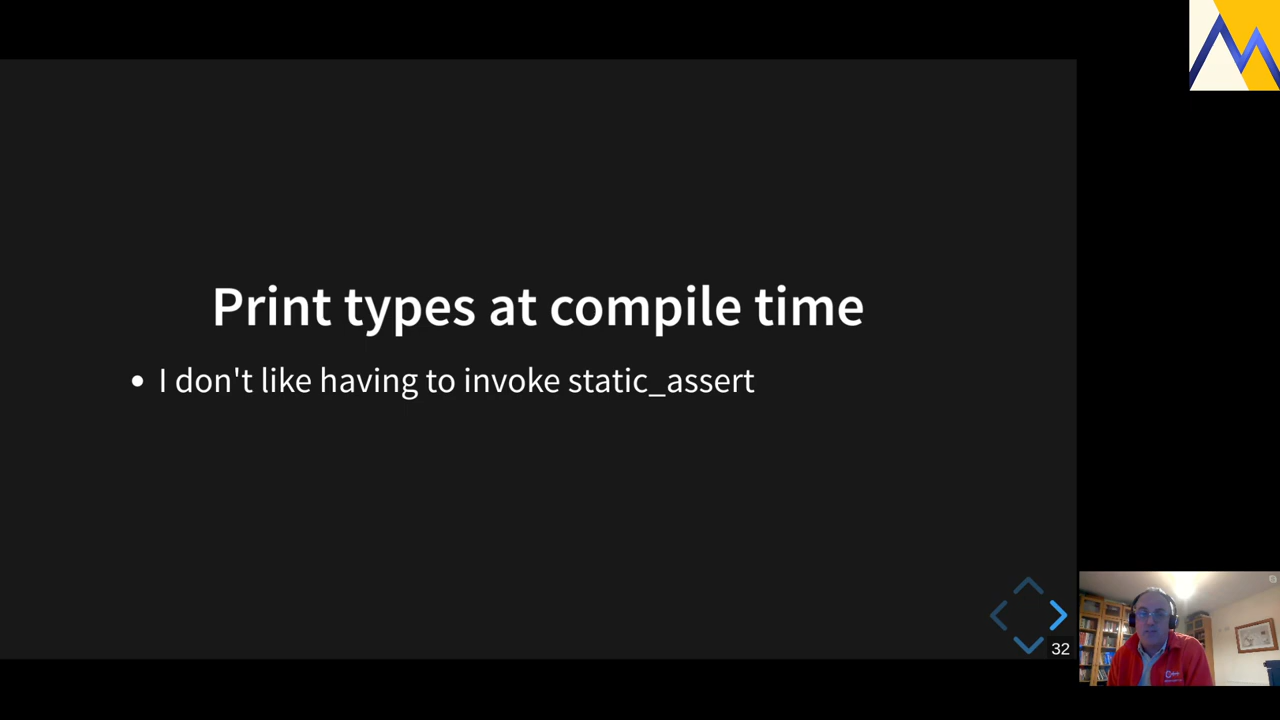 Print types at compile time
• I don't like having to invoke static_assert
32